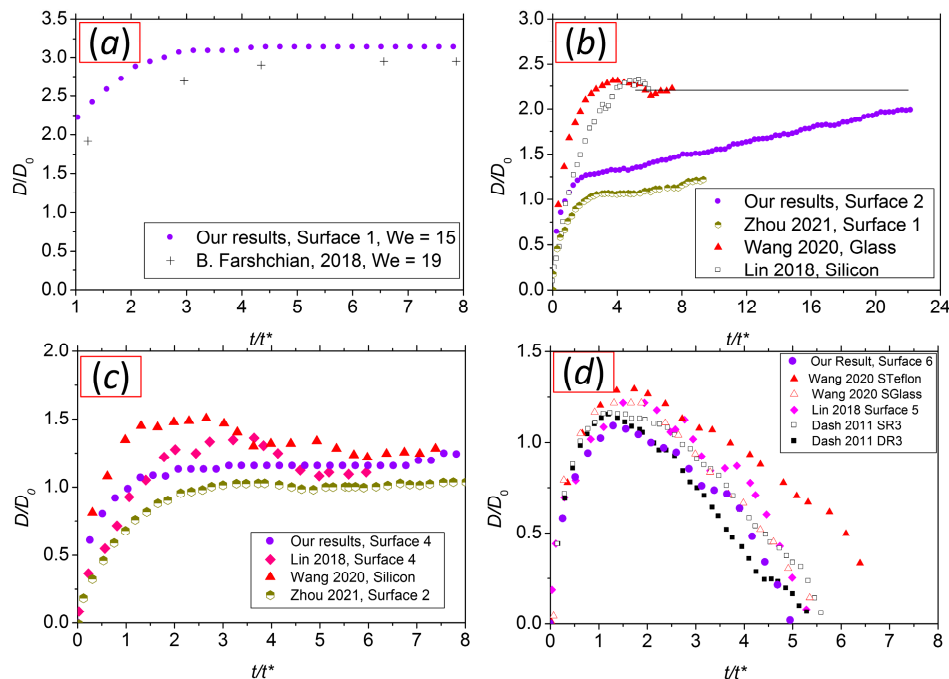 (a)
3.5
3.0
2.5
2.0
1.5
1.0
0.5
0.0
D/D0
Our results, Surface 1, We = 15
B. Farshchian, 2018, We = 19
1 2 3 4 5 6 7 8
t/t*
(b)
3.0
2.5
2.0
1.5
1.0
0.5
0.0
D/D0
Our results, Surface 2
Zhou 2021, Surface 1
Wang 2020, Glass
Lin 2018, Silicon
0 4 8 12 16 20 24
t/t*
(c)
2.0
1.5
1.0
0.5
0.0
D/D0
Our results, Surface 4
Lin 2018, Surface 4
Wang 2020, Silicon
Zhou 2021, Surface 2
0 1 2 3 4 5 6 7 8
t/t*
(d)
1.5
1.0
0.5
0.0
D/D0
Our Result, Surface 6
Wang 2020 STeflon
Wang 2020 SGlass
Lin 2018 Surface 5
Dash 2011 SR3
Dash 2011 DR3
0 1 2 3 4 5 6 7 8
t/t*